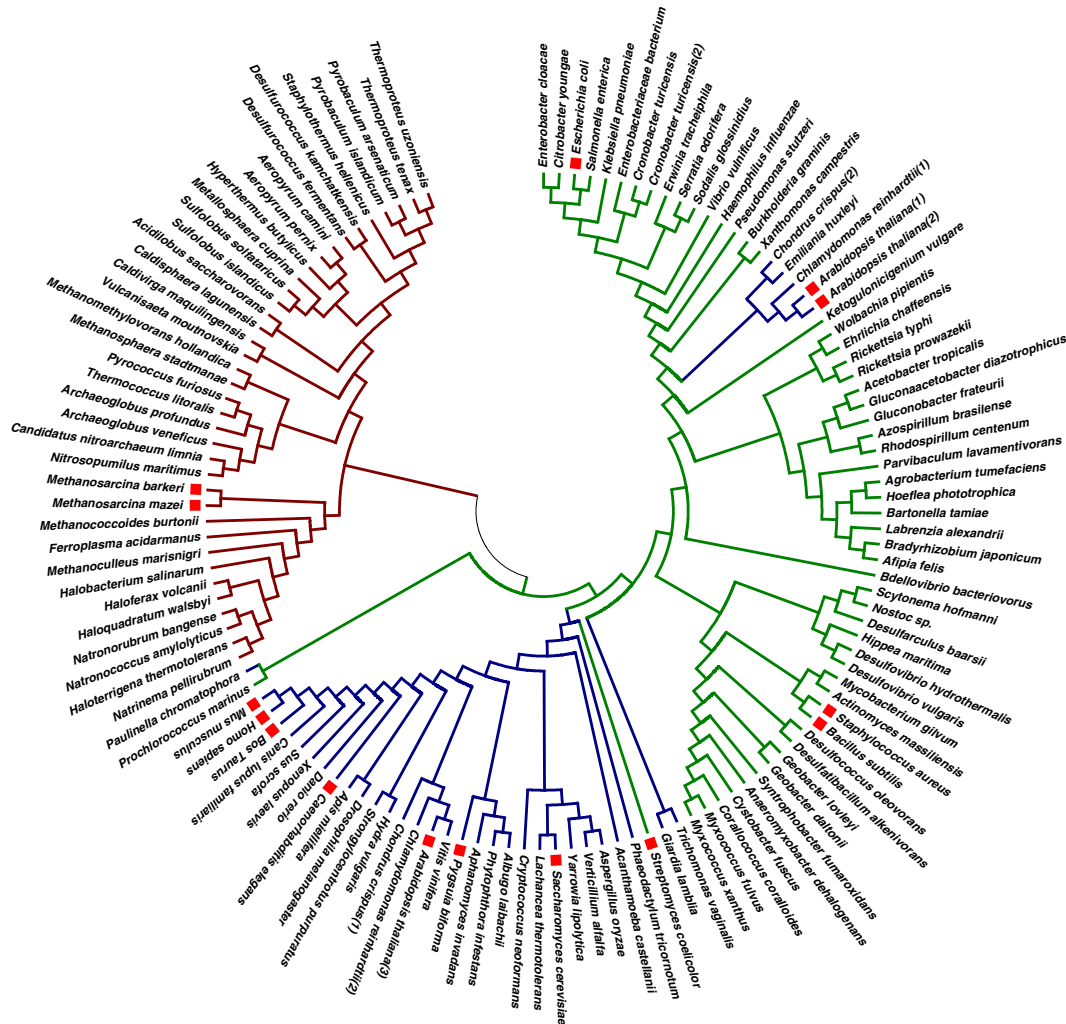 Enterobacter cloacae
Citrobacter youngae
Escherichia coli
Salmonella enterica
Klebsiella pneumoniae
Enterobacteriaceae bacterium
Cronobacter turicensis
Cronobacter turicensis(2)
Erwinia tracheiphila
Serratia odorifera
Sodalis glossinidius
Vibrio vulnificus
Haemophilus influenzae
Pseudomonas stutzeri
Burkholderia graminis
Xanthomonas campestris
Chondrus crispus(2)
Emiliania huxleyi
Chlamydomonas reinhardtii(1)
Arabidopsis thaliana(1)
Arabidopsis thaliana(2)
Ketogulonicigenium vulgare
Wolbachia pipientis
Ehrlichia chaffeensis
Rickettsia typhi
Rickettsia prowazekii
Acetobacter tropicalis
Gluconaacetobacter diazotrophicus
Gluconobacter frateurii
Azospirillum brasilense
Rhodospirillum centenum
Parvibaculum lavamentivorans
Agrobacterium tumefaciens
Hoeflea phototrophica
Bartonella tamiae
Labrenzia alexandrii
Bradyrhizobium japonicum
Afipia felis
Bdellovibrio bacteriovorus
Scytonema hofmanni
Nostoc sp.
Desulfarculus baarsii
Hippea maritima
Desulfovibrio hydrothermalis
Desulfovibrio vulgaris
Mycobacterium gilvum
Actinomyces massiliensis
Staphylococcus aureus
Bacillus subtilis
Desulfococcus oleovorans
Desulfatibacillum alkenivorans
Geobacter lovleyi
Geobacter daltonii
Syntrophobacter fumaroxidans
Anaeromyxobacter dehalogenans
Cystobacter fuscus
Corallococcus coralloides
Myxococcus fulvus
Myxococcus xanthus
Trichomonas vaginalis
Giardia lamblia
Streptomyces coelicolor
Phaeodactylum tricornotum
Acanthamoeba castellanii
Aspergillus oryzae
Verticillium alfalfa
Yarrowia lipolytica
Saccharomyces cerevisiae
Lachancea thermotolerans
Cryptococcus neoformans
Albugo laibachii
Phytophthora infestans
Aphanomyces invadans
Pygsuia biforma
Vitis vinifera
Arabidopsis thaliana(3)
Chlamydomonas reinhardtii(2)
Chondrus crispus(1)
Hydra vulgaris
Strongylocentrotus purpuratus
Drosophila melanogaster
Apis mellifera
Caenorhabditis elegans
Danio rerio
Xenopus laevis
Sus scrofa
Canis lupus familiaris
Bos Taurus
Homo sapiens
Mus musculus
Prochlorococcus marinus
Paulinella chromatophora
Natrinema pellirubrum
Haloterrigena thermotolerans
Natronococcus amylolyticus
Natronorubrum bangense
Haloquadratum walsbyi
Haloferax volcanii
Halobacterium salinarum
Methanoculleus marisnigri
Ferroplasma acidarmanus
Methanococcoides burtonii
Methanosarcina mazei
Methanosarcina barkeri
Nitrosopumilus maritimus
Candidatus nitroarchaeum limnia
Archaeoglobus veneficus
Archaeoglobus profundus
Thermococcus litoralis
Pyrococcus furiosus
Methanosphaera stadtmanae
Methanomethylovorans hollandica
Vulcanisaeta moutnovskia
Caldivirga maquilingensis
Caldisphaera lagunensis
Acidilobus saccharovorans
Sulfolobus islandicus
Sulfolobus solfataricus
Metallosphaera cuprina
Hyperthermus butylicus
Aeropyrum pernix
Aeropyrum camini
Desulfurococcus fermentans
Desulfurococcus kamchatkensis
Staphylothermus hellenicus
Pyrobaculum islandicum
Pyrobaculum arsenaticum
Thermoproteus tenax
Thermoproteus uzoniensis